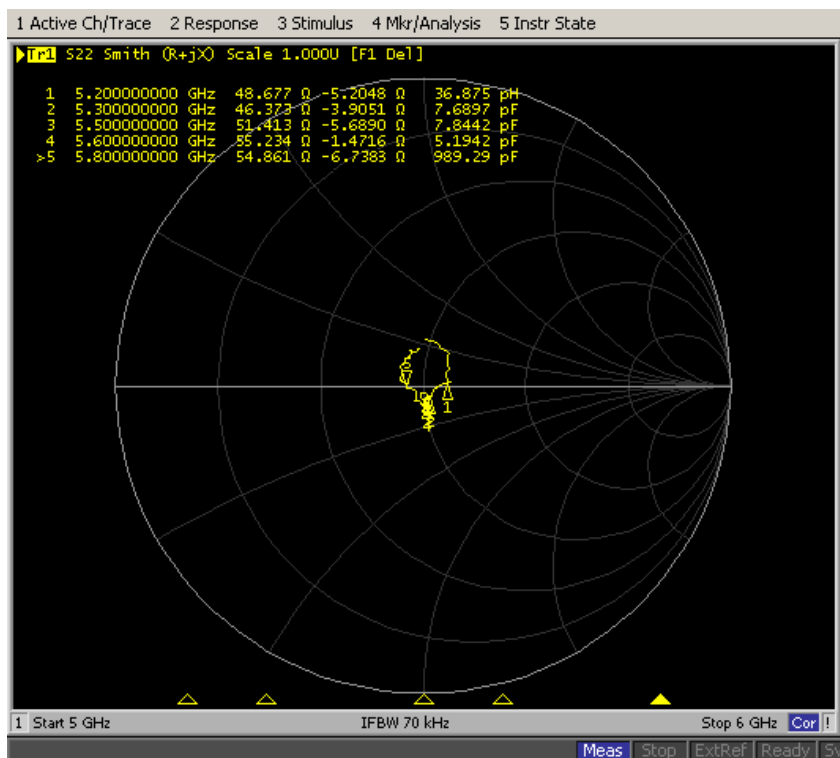 1 Active Ch/Trace 2 Response 3 Stimulus 4 Mkr/Analysis 5 Instr State
Tr1 S22 Smith (R+jX) Scale 1.000U [F1 Del]
1 5.200000000 GHz 48.677 Ω -5.2048 Ω 36.875 pH
2 5.300000000 GHz 46.373 Ω -3.9051 Ω 7.6897 pF
3 5.500000000 GHz 51.413 Ω -5.6890 Ω 7.8442 pF
4 5.600000000 GHz 55.234 Ω -1.4716 Ω 5.1942 pF
>5 5.800000000 GHz 54.861 Ω -6.7383 Ω 989.29 pF
1
1 Start 5 GHz IFBW 70 kHz Stop 6 GHz Cor !
Meas Stop ExtRef Ready